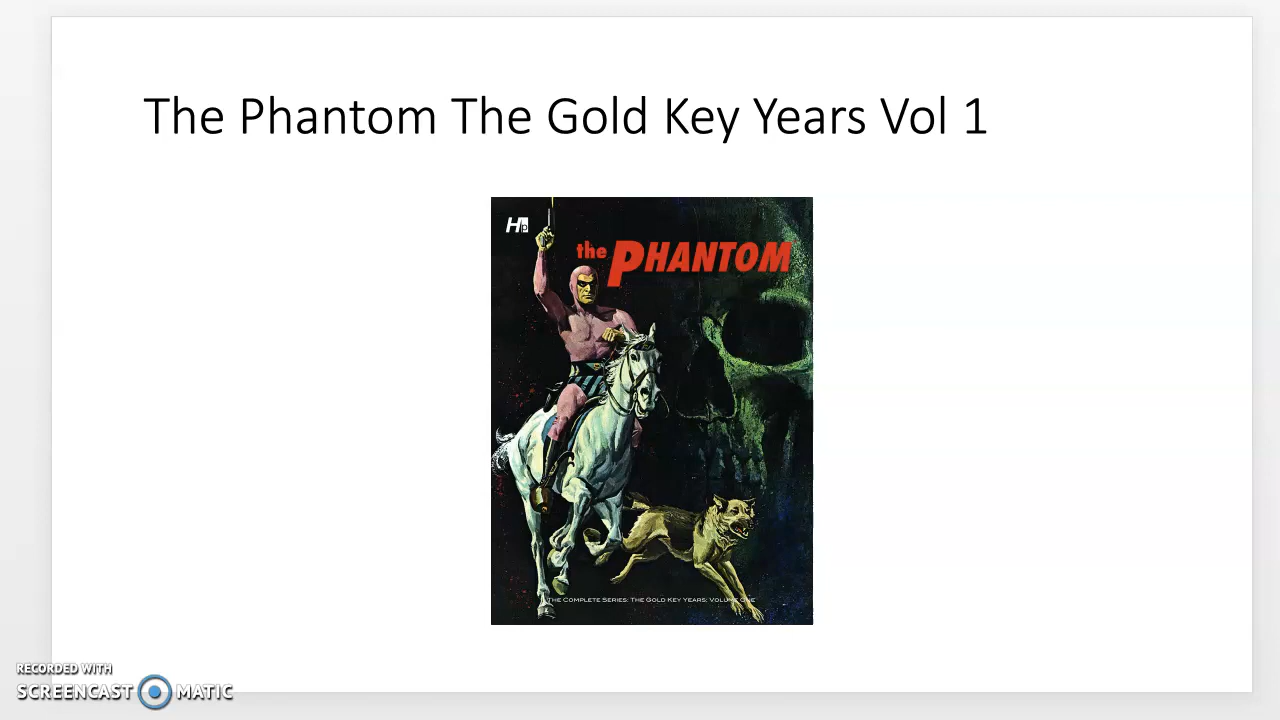 The Phantom The Gold Key Years Vol 1
Hp
the PHANTOM
THE COMPLETE SERIES: THE GOLD KEY YEARS: VOLUME ONE
RECORDED WITH
SCREENCAST MATIC